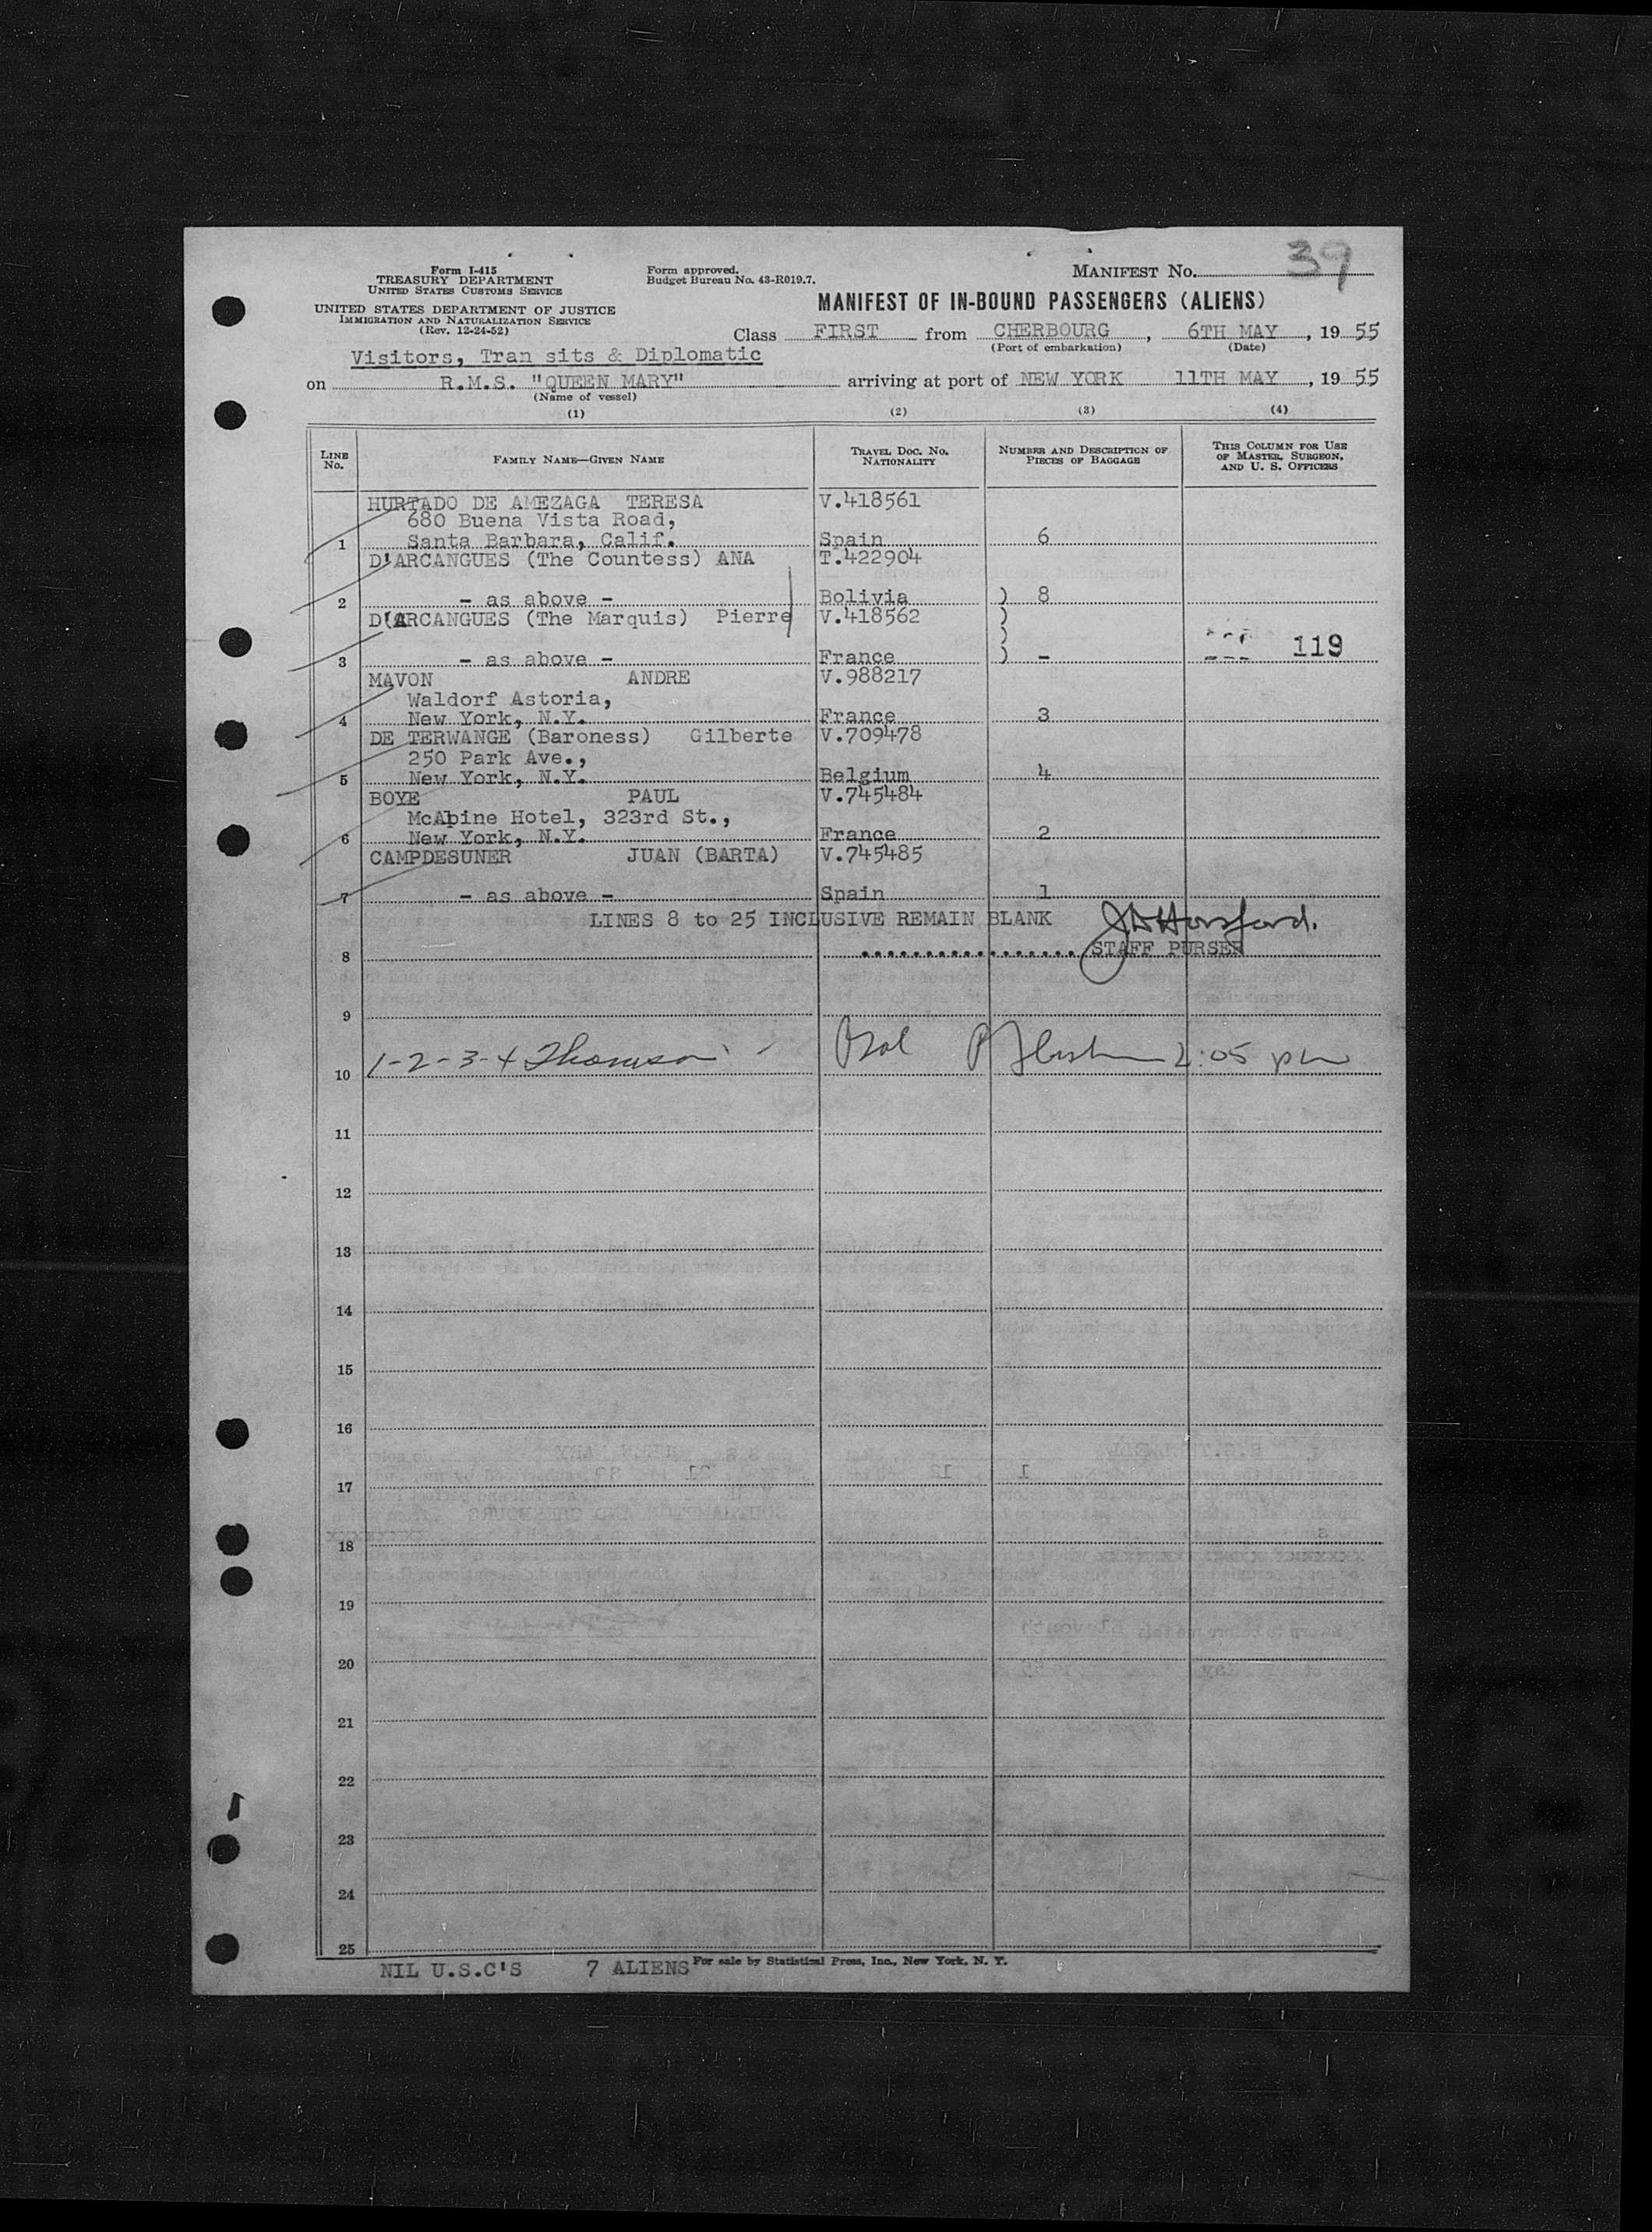 39
Form I-415
TREASURY DEPARTMENT
UNITED STATES CUSTOMS SERVICE
UNITED STATES DEPARTMENT OF JUSTICE
IMMIGRATION AND NATURALIZATION SERVICE
(Rev. 12-24-52)
Form approved.
Budget Bureau No. 43-R019.7.
MANIFEST No.
MANIFEST OF IN-BOUND PASSENGERS (ALIENS)
Class FIRST from CHERBOURG, 6TH MAY, 1955
(Port of embarkation) (Date)
Visitors, Tran sits & Diplomatic
on R.M.S. "QUEEN MARY" arriving at port of NEW YORK 11TH MAY, 1955
(Name of vessel)
(1) (2) (3) (4)
LINE No. FAMILY NAME—GIVEN NAME TRAVEL DOC. NO. NATIONALITY NUMBER AND DESCRIPTION OF PIECES OF BAGGAGE THIS COLUMN FOR USE OF MASTER, SURGEON, AND U. S. OFFICERS
HURTADO DE AMEZAGA TERESA V.418561
680 Buena Vista Road,
1 Santa Barbara, Calif. Spain 6
D'ARCANGUES (The Countess) ANA T.422904
2 - as above - Bolivia ) 8
D'ARCANGUES (The Marquis) Pierre V.418562 )
)
3 - as above - France ) - 119
MAVON ANDRE V.988217
Waldorf Astoria,
4 New York, N.Y. France 3
DE TERWANGE (Baroness) Gilberte V.709478
250 Park Ave.,
5 New York, N.Y. Belgium 4
BOYE PAUL V.745484
McAlpine Hotel, 323rd St.,
6 New York, N.Y. France 2
CAMPDESUNER JUAN (BARTA) V.745485
7 - as above - Spain 1
LINES 8 to 25 INCLUSIVE REMAIN BLANK
8 STAFF PURSER
9
10 1-2-3-4 Thomson 2:05 pm
11
12
13
14
15
16
17
18
19
20
21
22
23
24
25
NIL U.S.C'S 7 ALIENS For sale by Statistical Press, Inc., New York, N. Y.